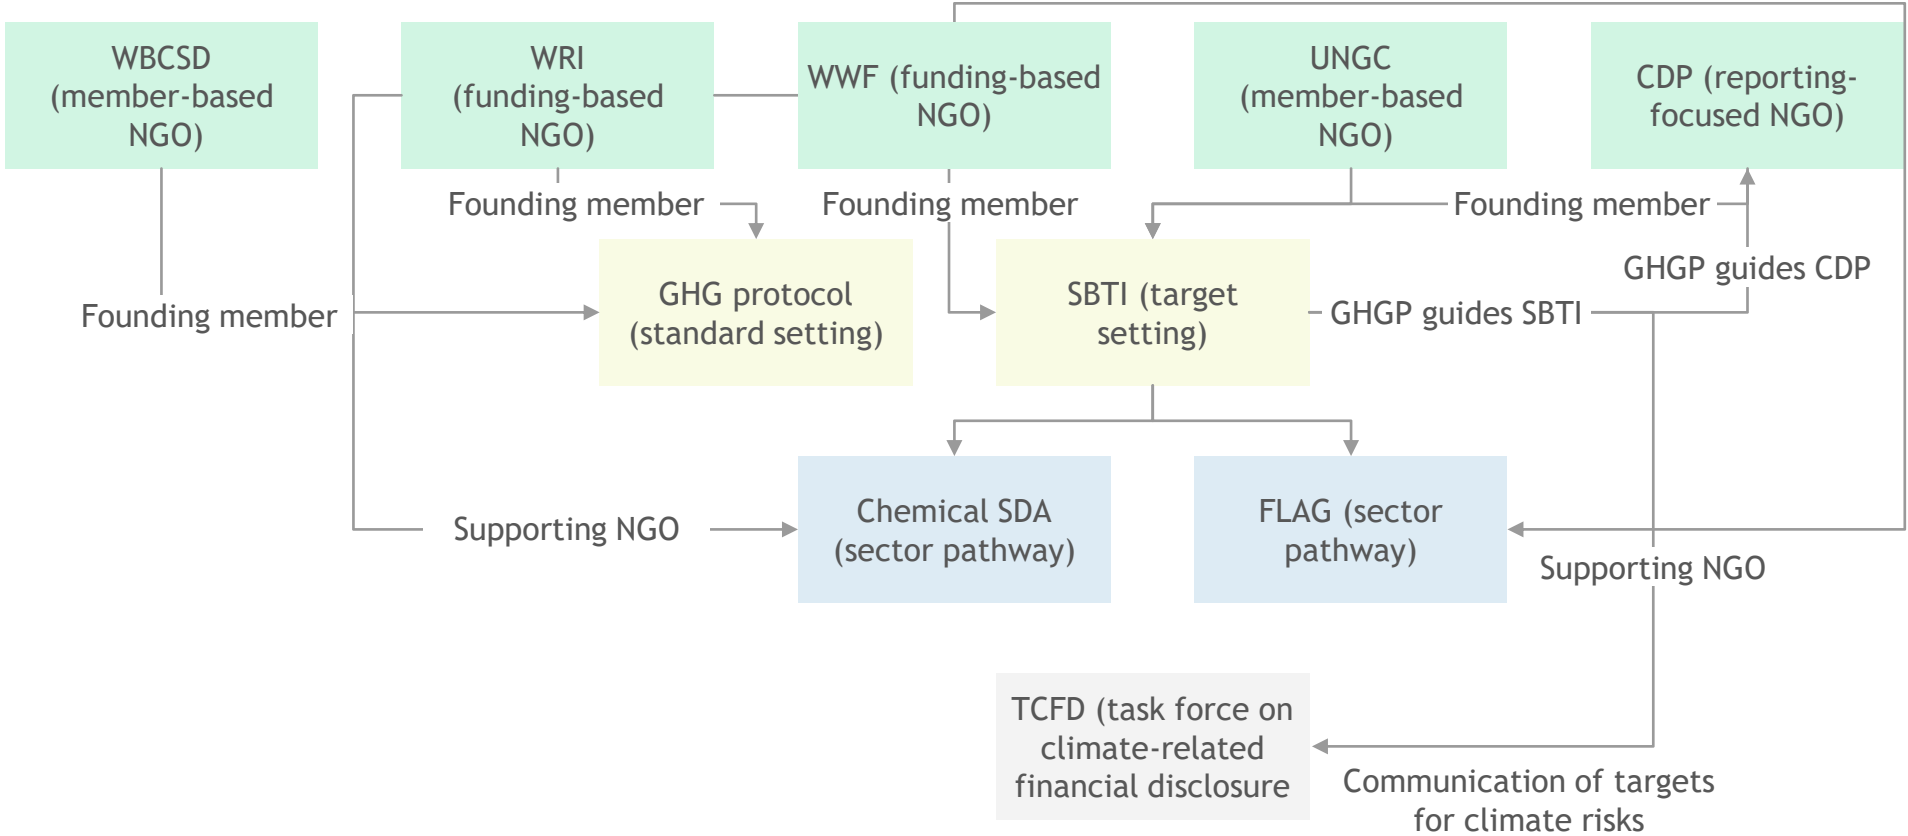 WBCSD
(member-based
NGO)
WRI
(funding-based
NGO)
WWF (funding-based
NGO)
UNGC
(member-based
NGO)
CDP (reporting-
focused NGO)
Founding member
Founding member
Founding member
GHGP guides CDP
Founding member
GHG protocol
(standard setting)
SBTI (target
setting)
GHGP guides SBTI
Supporting NGO
Chemical SDA
(sector pathway)
FLAG (sector
pathway)
Supporting NGO
TCFD (task force on
climate-related
financial disclosure
Communication of targets
for climate risks